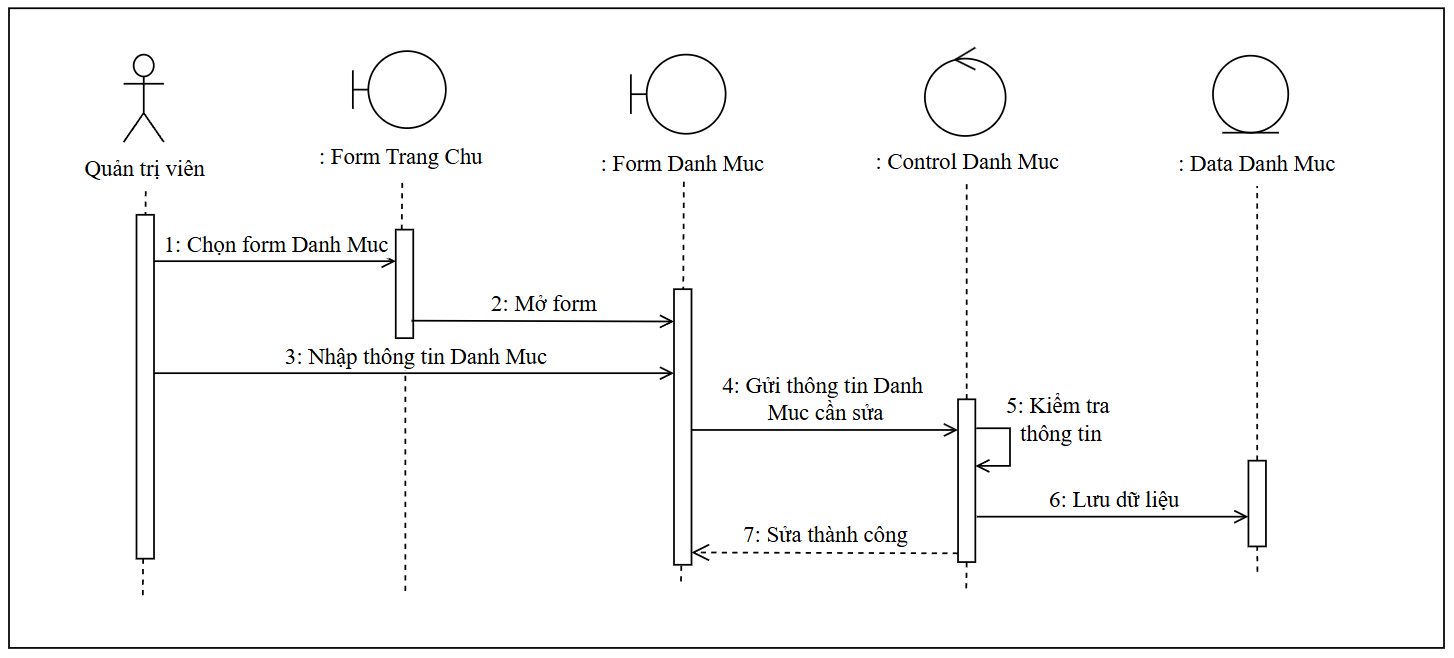 Quản trị viên
: Form Trang Chu
: Form Danh Muc
: Control Danh Muc
: Data Danh Muc
1: Chọn form Danh Muc
2: Mở form
3: Nhập thông tin Danh Muc
4: Gửi thông tin Danh
Muc cần sửa
5: Kiểm tra
thông tin
6: Lưu dữ liệu
7: Sửa thành công